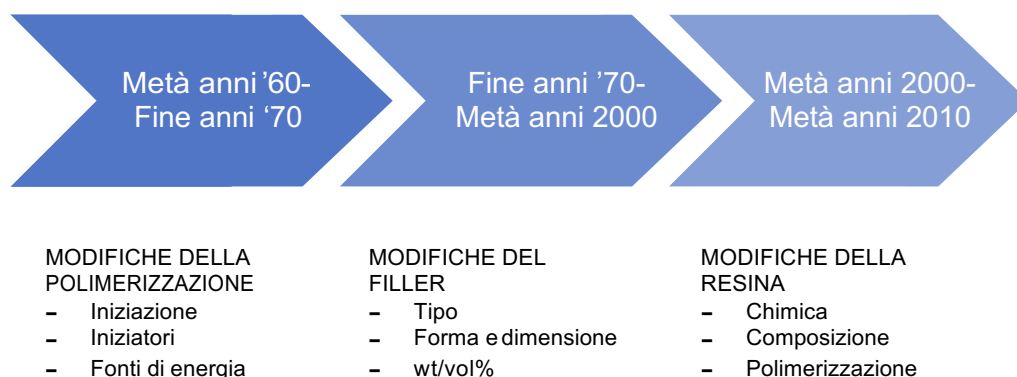 Metà anni '60-
Fine anni ‘70
Fine anni '70-
Metà anni 2000
Metà anni 2000-
Metà anni 2010
MODIFICHE DELLA
POLIMERIZZAZIONE
- Iniziazione
- Iniziatori
- Fonti di energia
MODIFICHE DEL
FILLER
- Tipo
- Forma e dimensione
- wt/vol%
MODIFICHE DELLA
RESINA
- Chimica
- Composizione
- Polimerizzazione